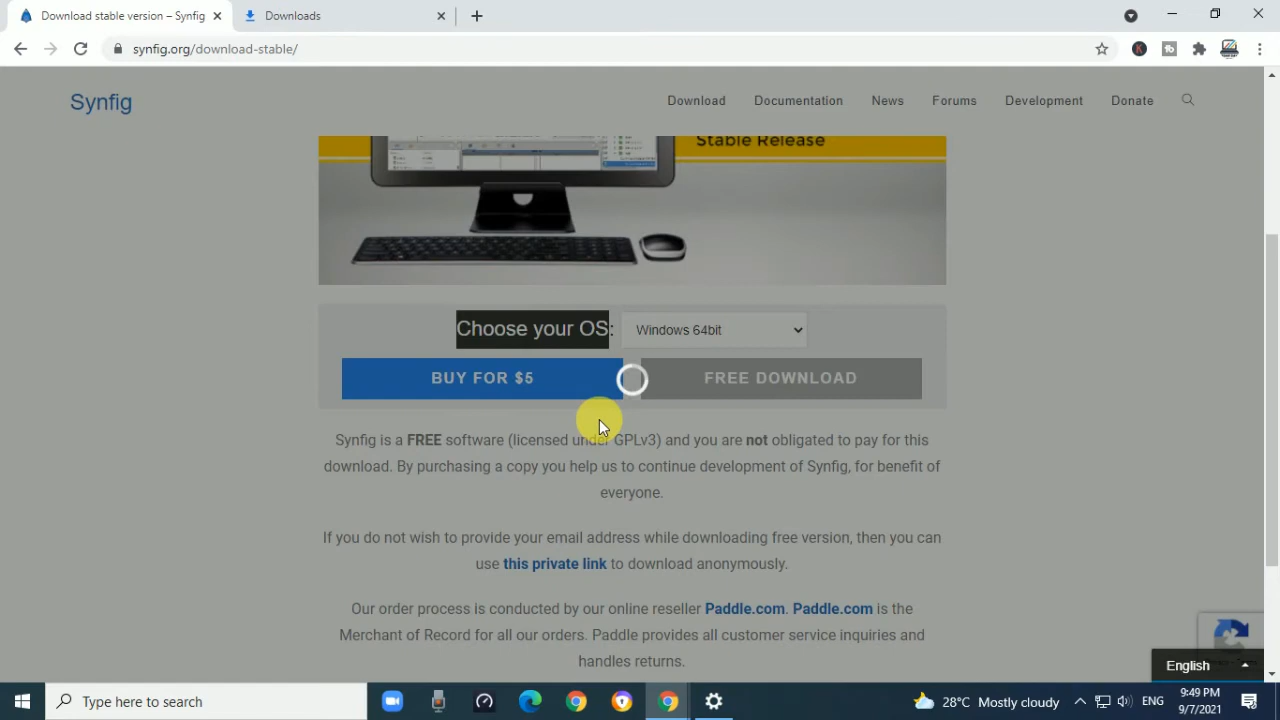 Download stable version – Synfig
Downloads
synfig.org/download-stable/
Synfig
Download
Documentation
News
Forums
Development
Donate
Stable Release
Choose your OS:
Windows 64bit
BUY FOR $5
FREE DOWNLOAD
Synfig is a FREE software (licensed under GPLv3) and you are not obligated to pay for this
download. By purchasing a copy you help us to continue development of Synfig, for benefit of
everyone.
If you do not wish to provide your email address while downloading free version, then you can
use this private link to download anonymously.
Our order process is conducted by our online reseller Paddle.com. Paddle.com is the
Merchant of Record for all our orders. Paddle provides all customer service inquiries and
handles returns.
English
Type here to search
28°C Mostly cloudy
ENG
9:49 PM
9/7/2021